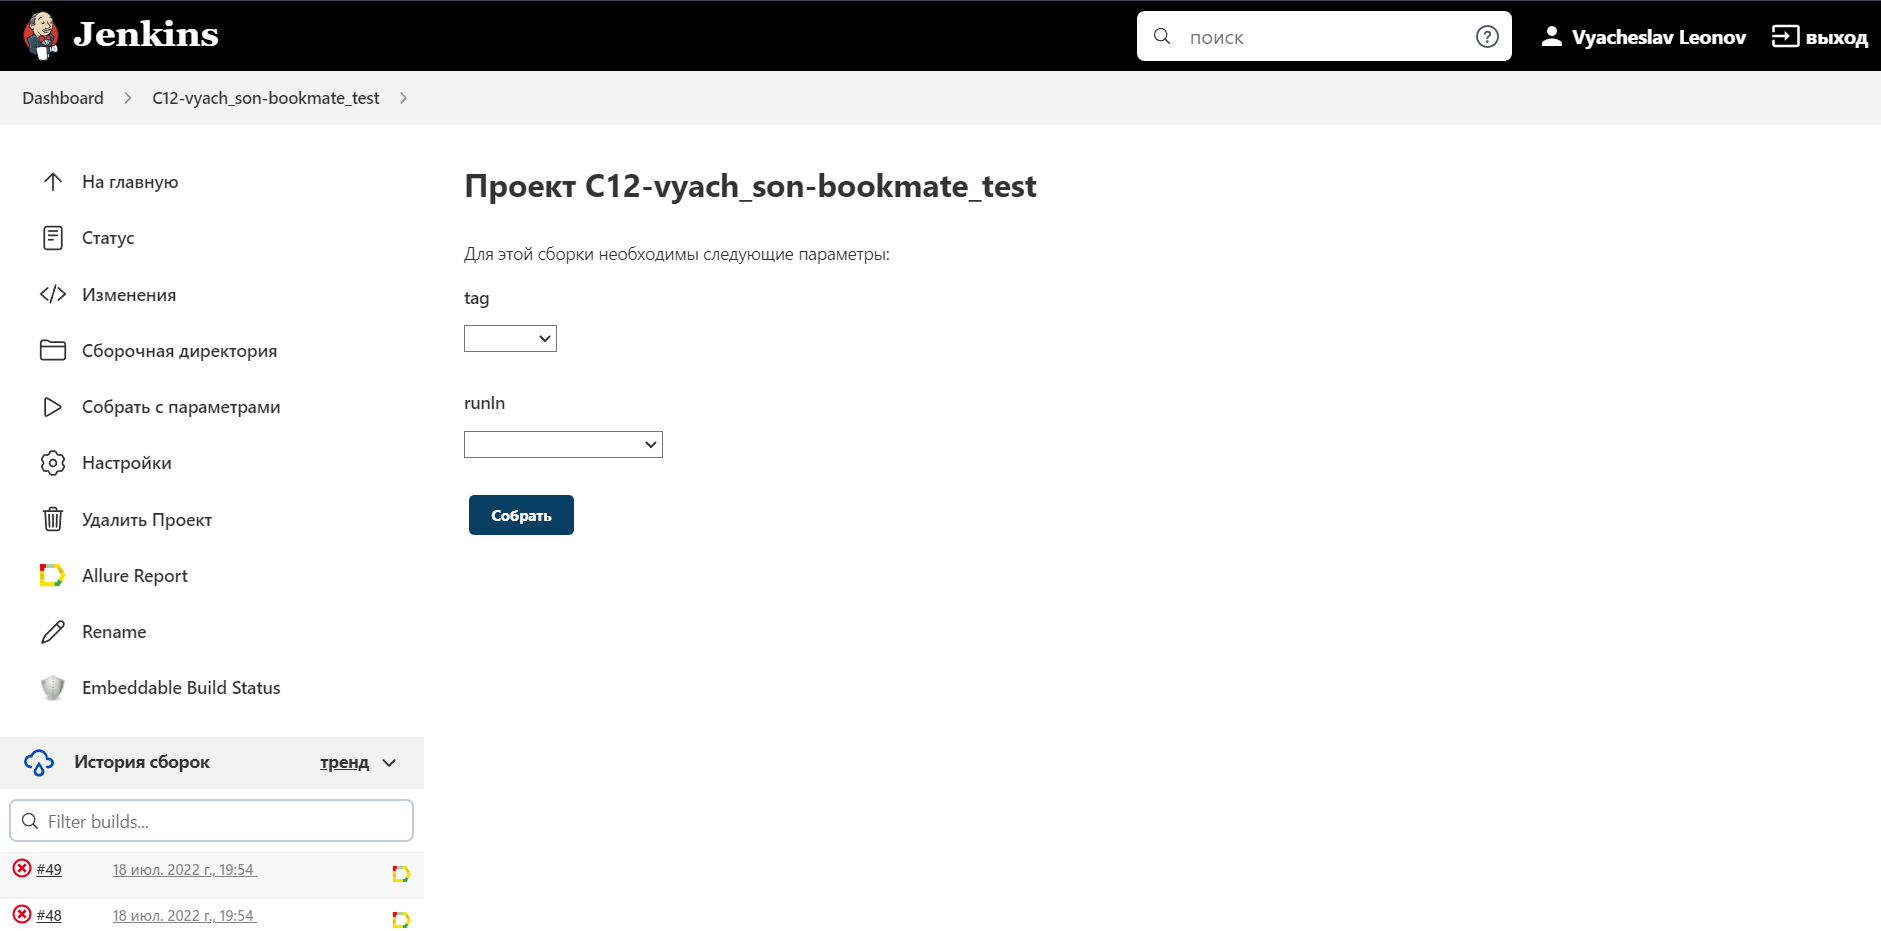 Jenkins
поиск
Vyacheslav Leonov
выход
Dashboard
C12-vyach_son-bookmate_test
На главную
Статус
Изменения
Сборочная директория
Собрать с параметрами
Настройки
Удалить Проект
Allure Report
Rename
Embeddable Build Status
История сборок
тренд
Filter builds...
#49
18 июл. 2022 г., 19:54
#48
18 июл. 2022 г., 19:54
Проект C12-vyach_son-bookmate_test
Для этой сборки необходимы следующие параметры:
tag
runIn
Собрать